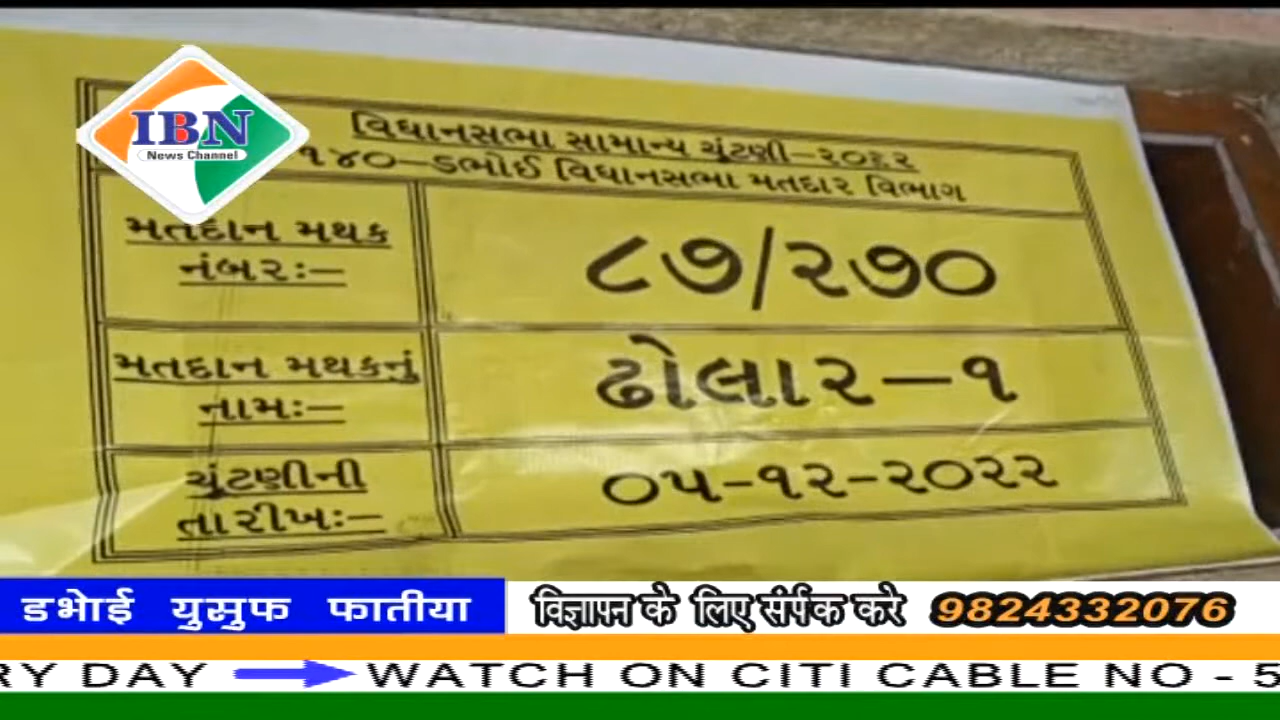 IBN
News Channel
વિધાનસભા સામાન્ય ચુંટણી-૨૦૨૨
૧૪૦-ડભોઈ વિધાનસભા મતદાર વિભાગ
મતદાન મથક
નંબરઃ-
૮૭/૨૭૦
મતદાન મથકનું
નામઃ-
ઢોલાર-૧
ચુંટણીની
તારીખઃ-
૦૫-૧૨-૨૦૨૨
डभोई युसुफ फातीया
विज्ञापन के लिए संर्पक करे 9824332076
RY DAY WATCH ON CITI CABLE NO - 5